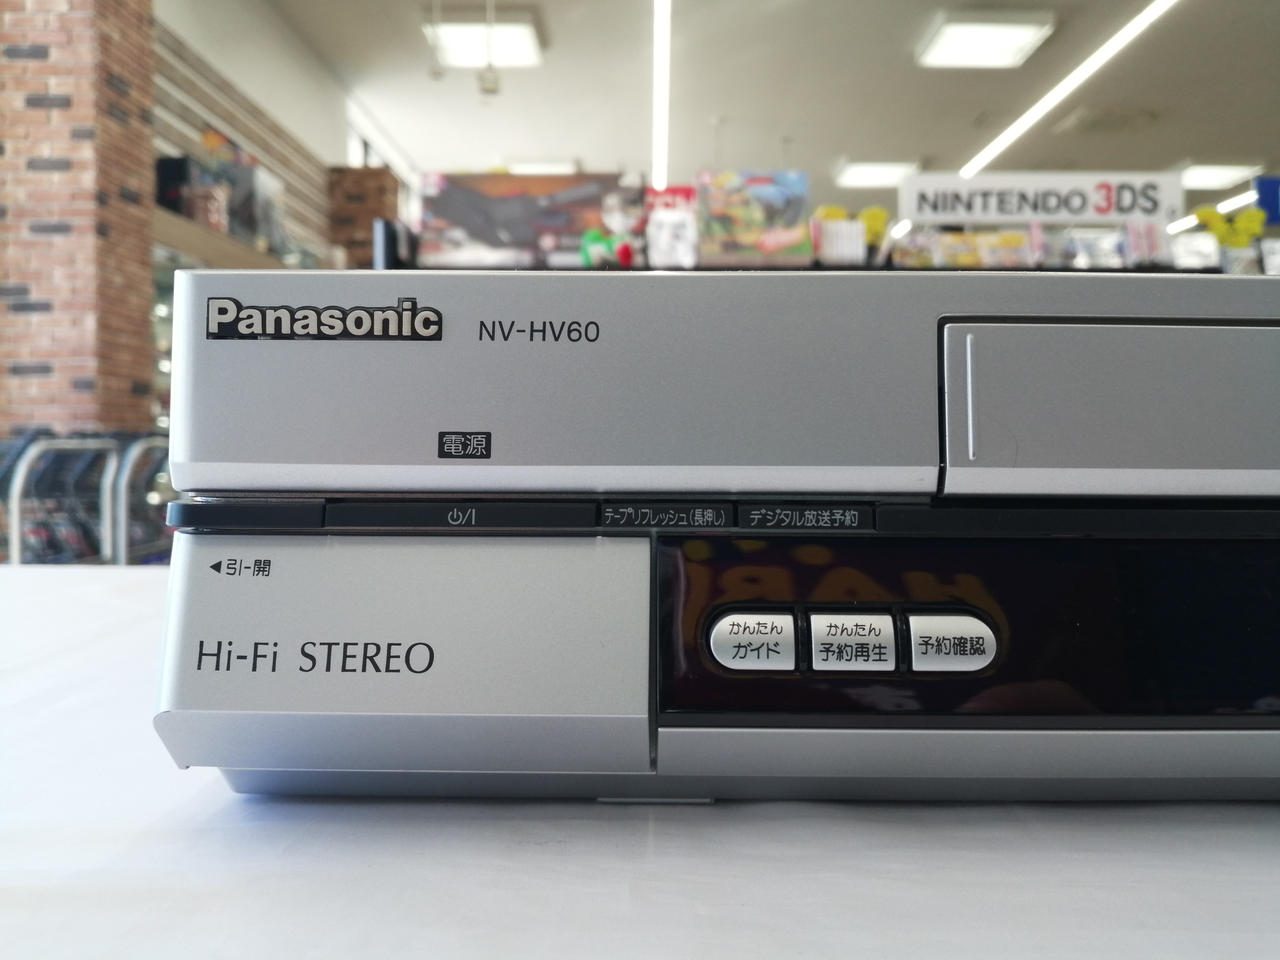 NINTENDO 3DS
Panasonic NV-HV60
電源
⏻/I テープリフレッシュ(長押し) デジタル放送予約
◀引-開
かんたん
ガイド
かんたん
予約再生
予約確認
Hi-Fi STEREO